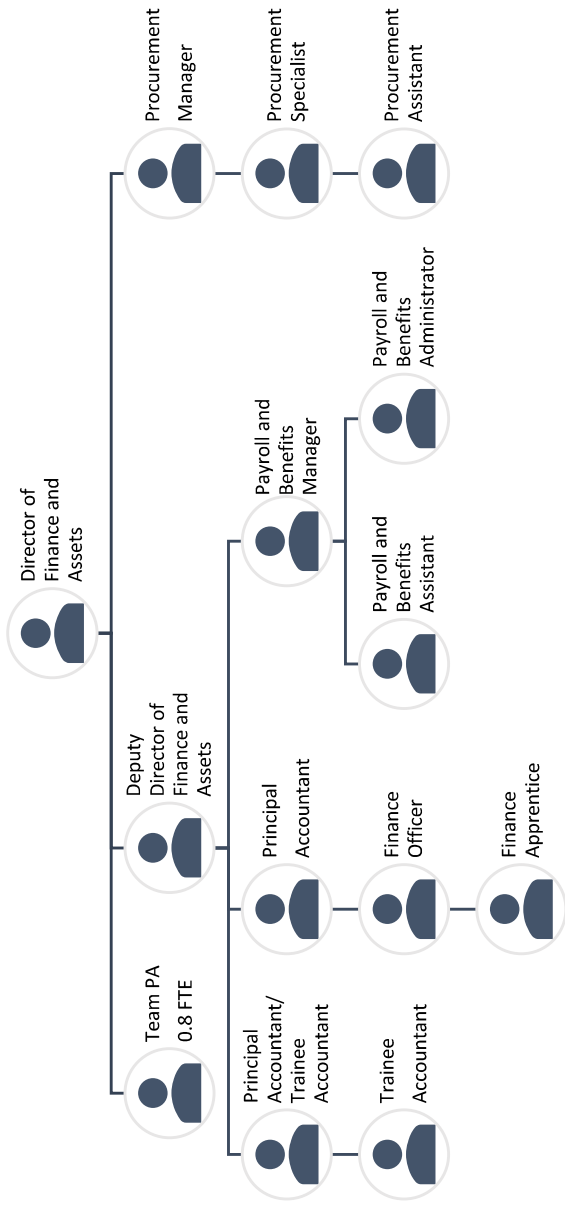 Director of
Finance and
Assets
Team PA
0.8 FTE
Deputy
Director of
Finance and
Assets
Procurement
Manager
Principal
Accountant/
Trainee
Accountant
Principal
Accountant
Payroll and
Benefits
Manager
Procurement
Specialist
Trainee
Accountant
Finance
Officer
Payroll and
Benefits
Assistant
Payroll and
Benefits
Administrator
Procurement
Assistant
Finance
Apprentice